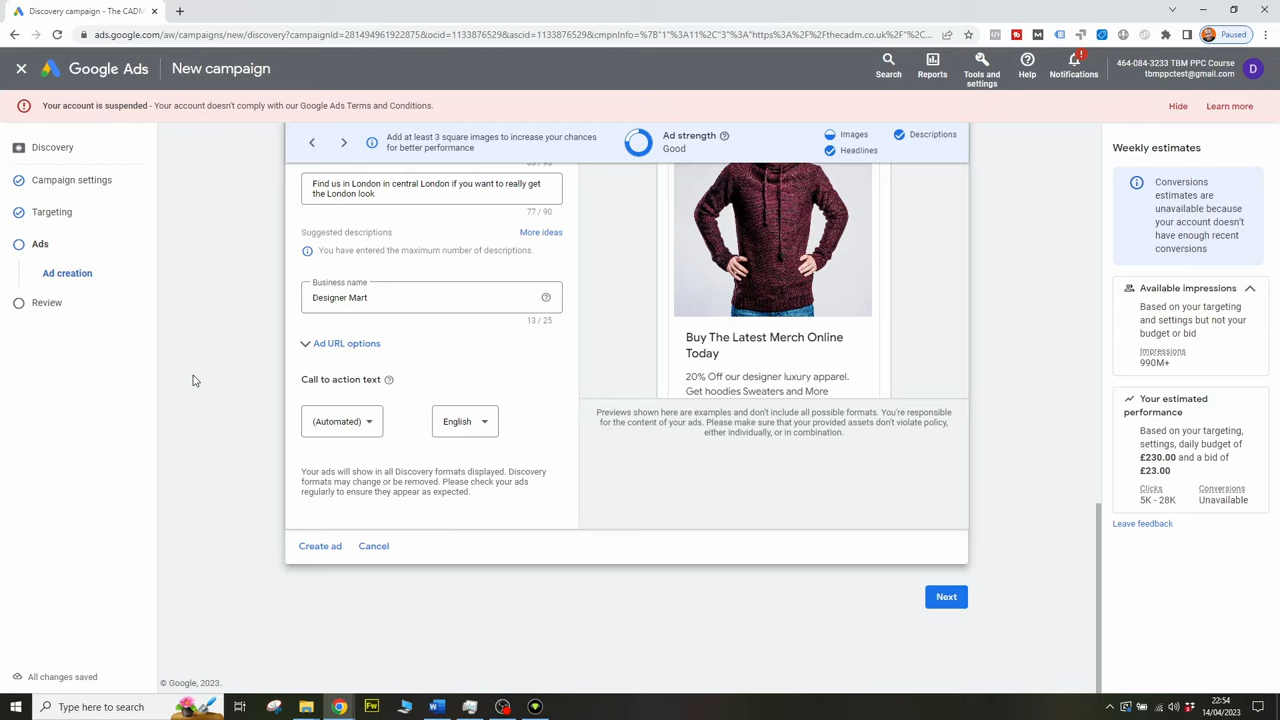 Discovery campaign - The CADM
ads.google.com/aw/campaigns/new/discovery?campaignId=281494961922875&ocid=1133876529&cmpnInfo=%7B"1"%3A11%2C"3"%3A"https%3A%2F%2Fthecadm.co.uk%2F"%2C...
Paused
Google Ads
New campaign
Search
Reports
Tools and
settings
Help
Notifications
464-084-3233 TBM PPC Course
tbmppctest@gmail.com
D
Your account is suspended - Your account doesn't comply with our Google Ads Terms and Conditions.
Hide
Learn more
Discovery
Campaign settings
Targeting
Ads
Ad creation
Review
All changes saved
Add at least 3 square images to increase your chances
for better performance
Ad strength
Good
Images
Descriptions
Headlines
Find us in London in central London if you want to really get
the London look
77 / 90
Suggested descriptions
More ideas
You have entered the maximum number of descriptions.
Business name
Designer Mart
13 / 25
Ad URL options
Call to action text
(Automated)
English
Your ads will show in all Discovery formats displayed. Discovery
formats may change or be removed. Please check your ads
regularly to ensure they appear as expected.
Buy The Latest Merch Online
Today
20% Off our designer luxury apparel.
Get hoodies Sweaters and More
Previews shown here are examples and don't include all possible formats. You're responsible
for the content of your ads. Please make sure that your provided assets don't violate policy,
either individually, or in combination.
Create ad
Cancel
Next
© Google, 2023.
Weekly estimates
Conversions
estimates are
unavailable because
your account doesn't
have enough recent
conversions
Available impressions
Based on your targeting
and settings but not your
budget or bid
Impressions
990M+
Your estimated
performance
Based on your targeting,
settings, daily budget of
£230.00 and a bid of
£23.00
Clicks
Conversions
5K - 28K
Unavailable
Leave feedback
Type here to search
22:54
14/04/2023